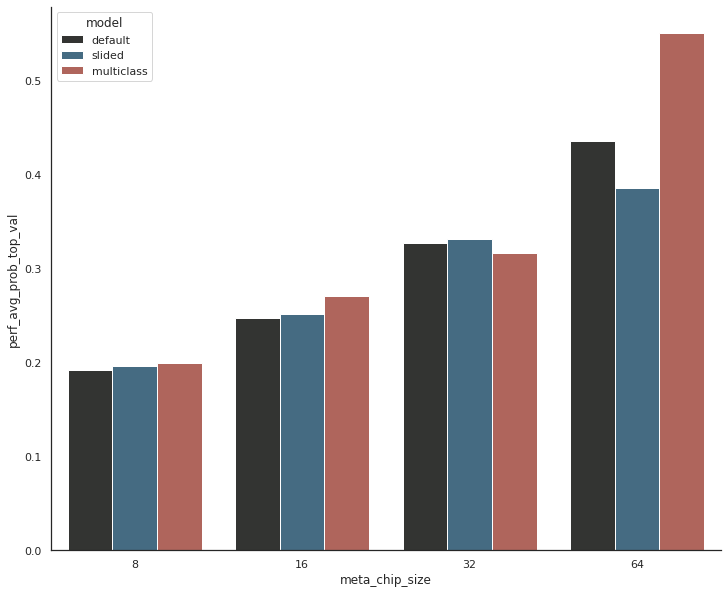 model
default
slided
multiclass
perf_avg_prob_top_val
0.5
0.4
0.3
0.2
0.1
0.0
8 16 32 64
meta_chip_size